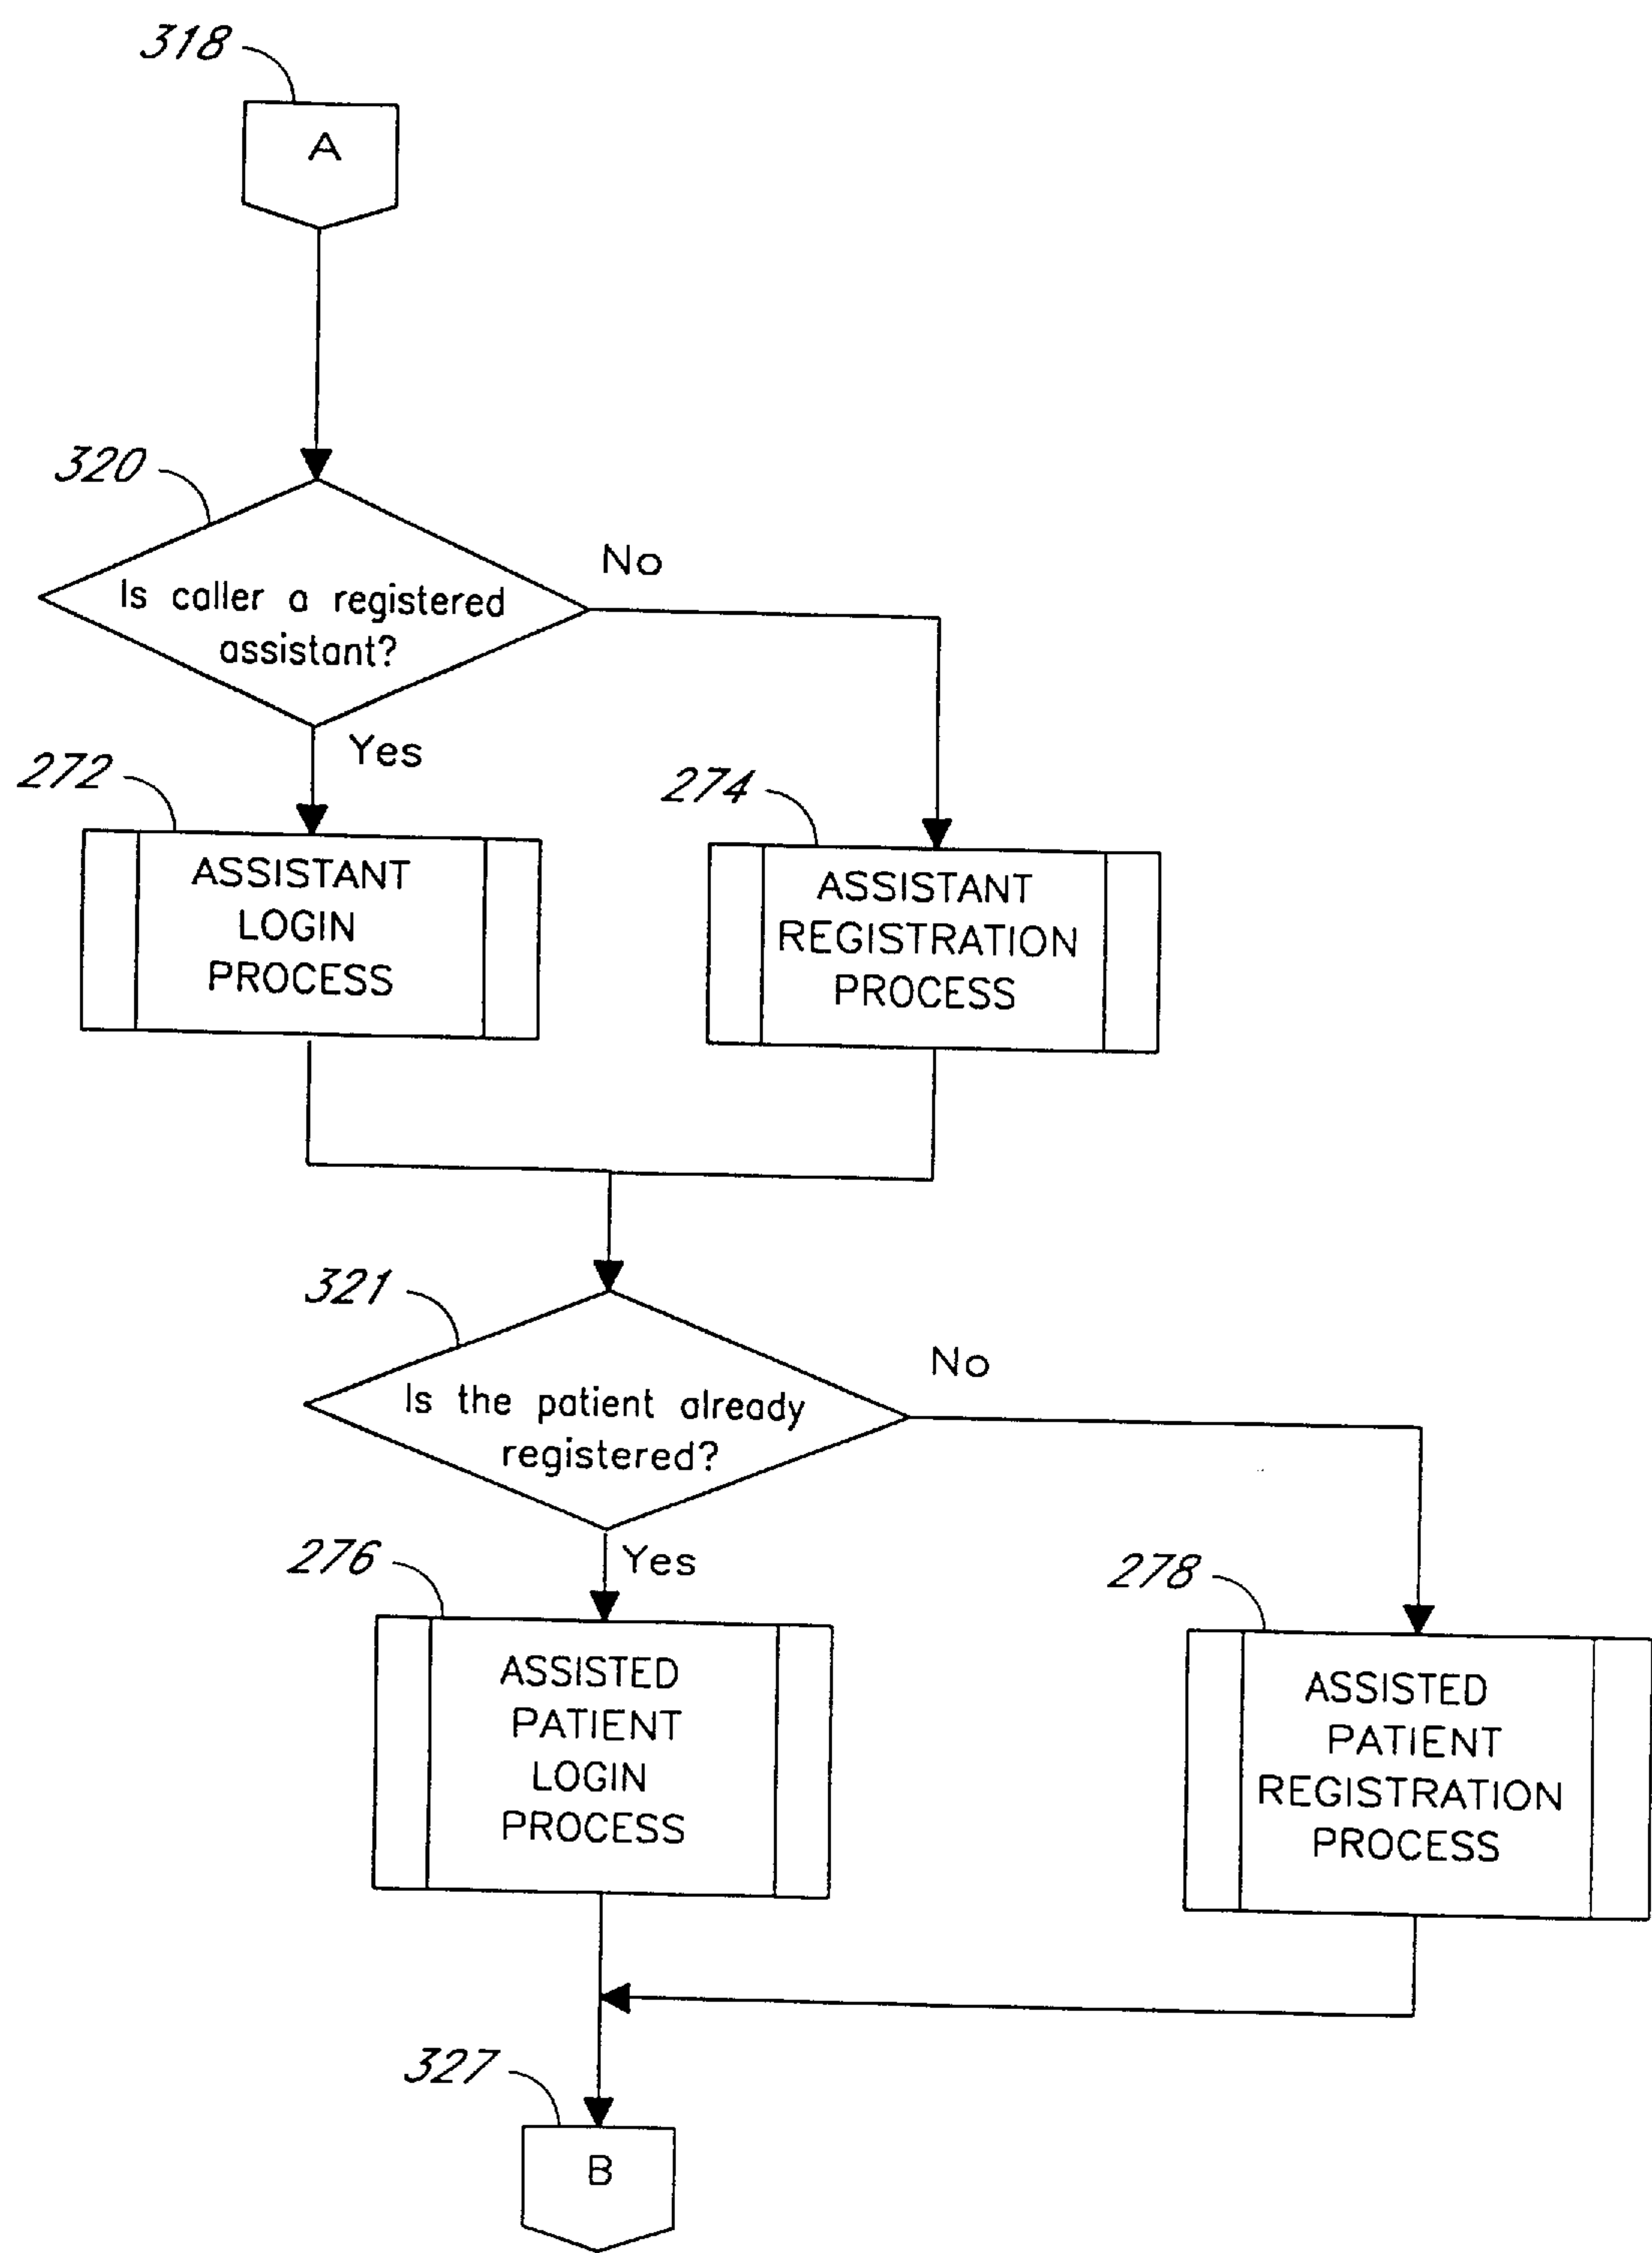 318
A
320
No
Is caller a registered
assistant?
Yes
272
274
ASSISTANT
LOGIN
PROCESS
ASSISTANT
REGISTRATION
PROCESS
321
No
Is the patient already
registered?
276
Yes
278
ASSISTED
PATIENT
LOGIN
PROCESS
ASSISTED
PATIENT
REGISTRATION
PROCESS
327
B